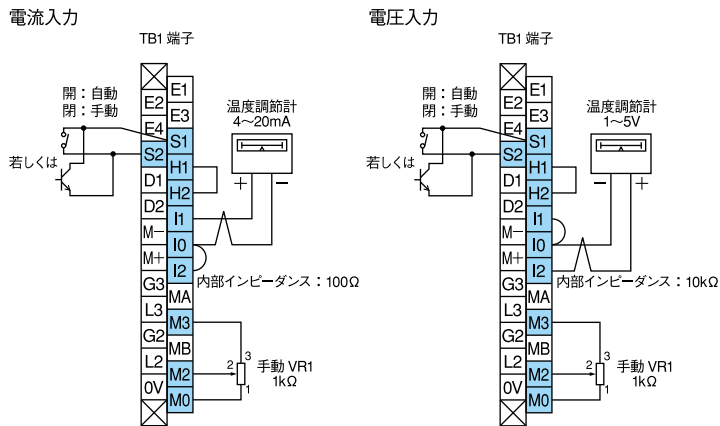 電流入力
TB1 端子
開：自動
閉：手動
若しくは
温度調節計
4〜20mA
+ −
E1
E2
E3
E4
S1
S2
H1
D1
H2
D2
I1
M−
I0
M+
I2
G3
MA
L3
M3
G2
MB
L2
M2
0V
M0
内部インピーダンス：100Ω
3
2
1
手動 VR1
1kΩ
電圧入力
TB1 端子
開：自動
閉：手動
若しくは
温度調節計
1〜5V
− +
E1
E2
E3
E4
S1
S2
H1
D1
H2
D2
I1
M−
I0
M+
I2
G3
MA
L3
M3
G2
MB
L2
M2
0V
M0
内部インピーダンス：10kΩ
3
2
1
手動 VR1
1kΩ